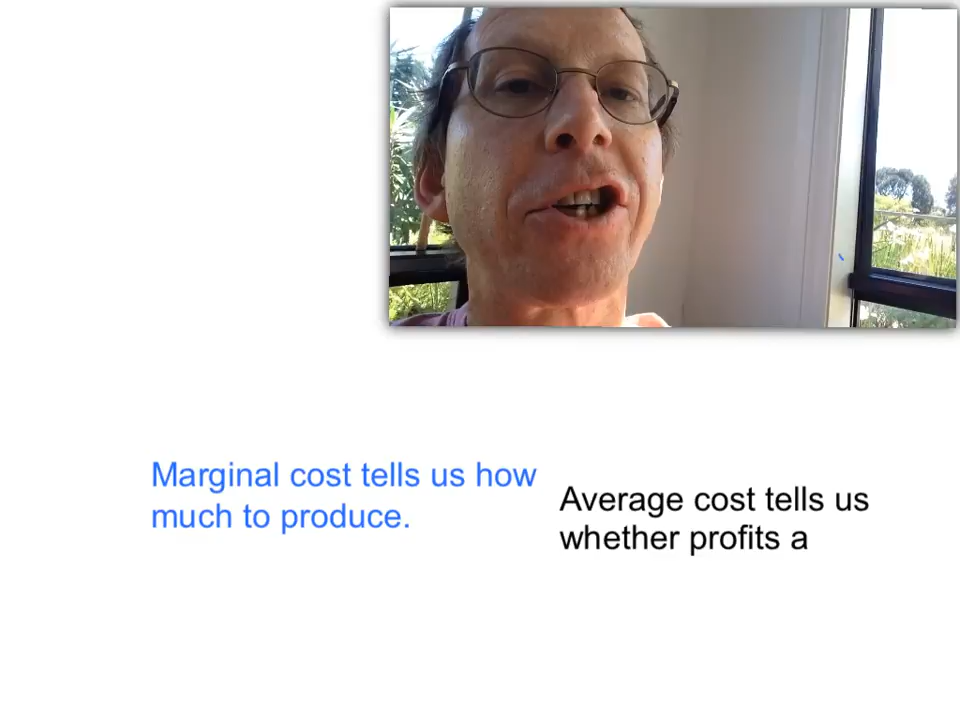 Marginal cost tells us how
much to produce.
Average cost tells us
whether profits a